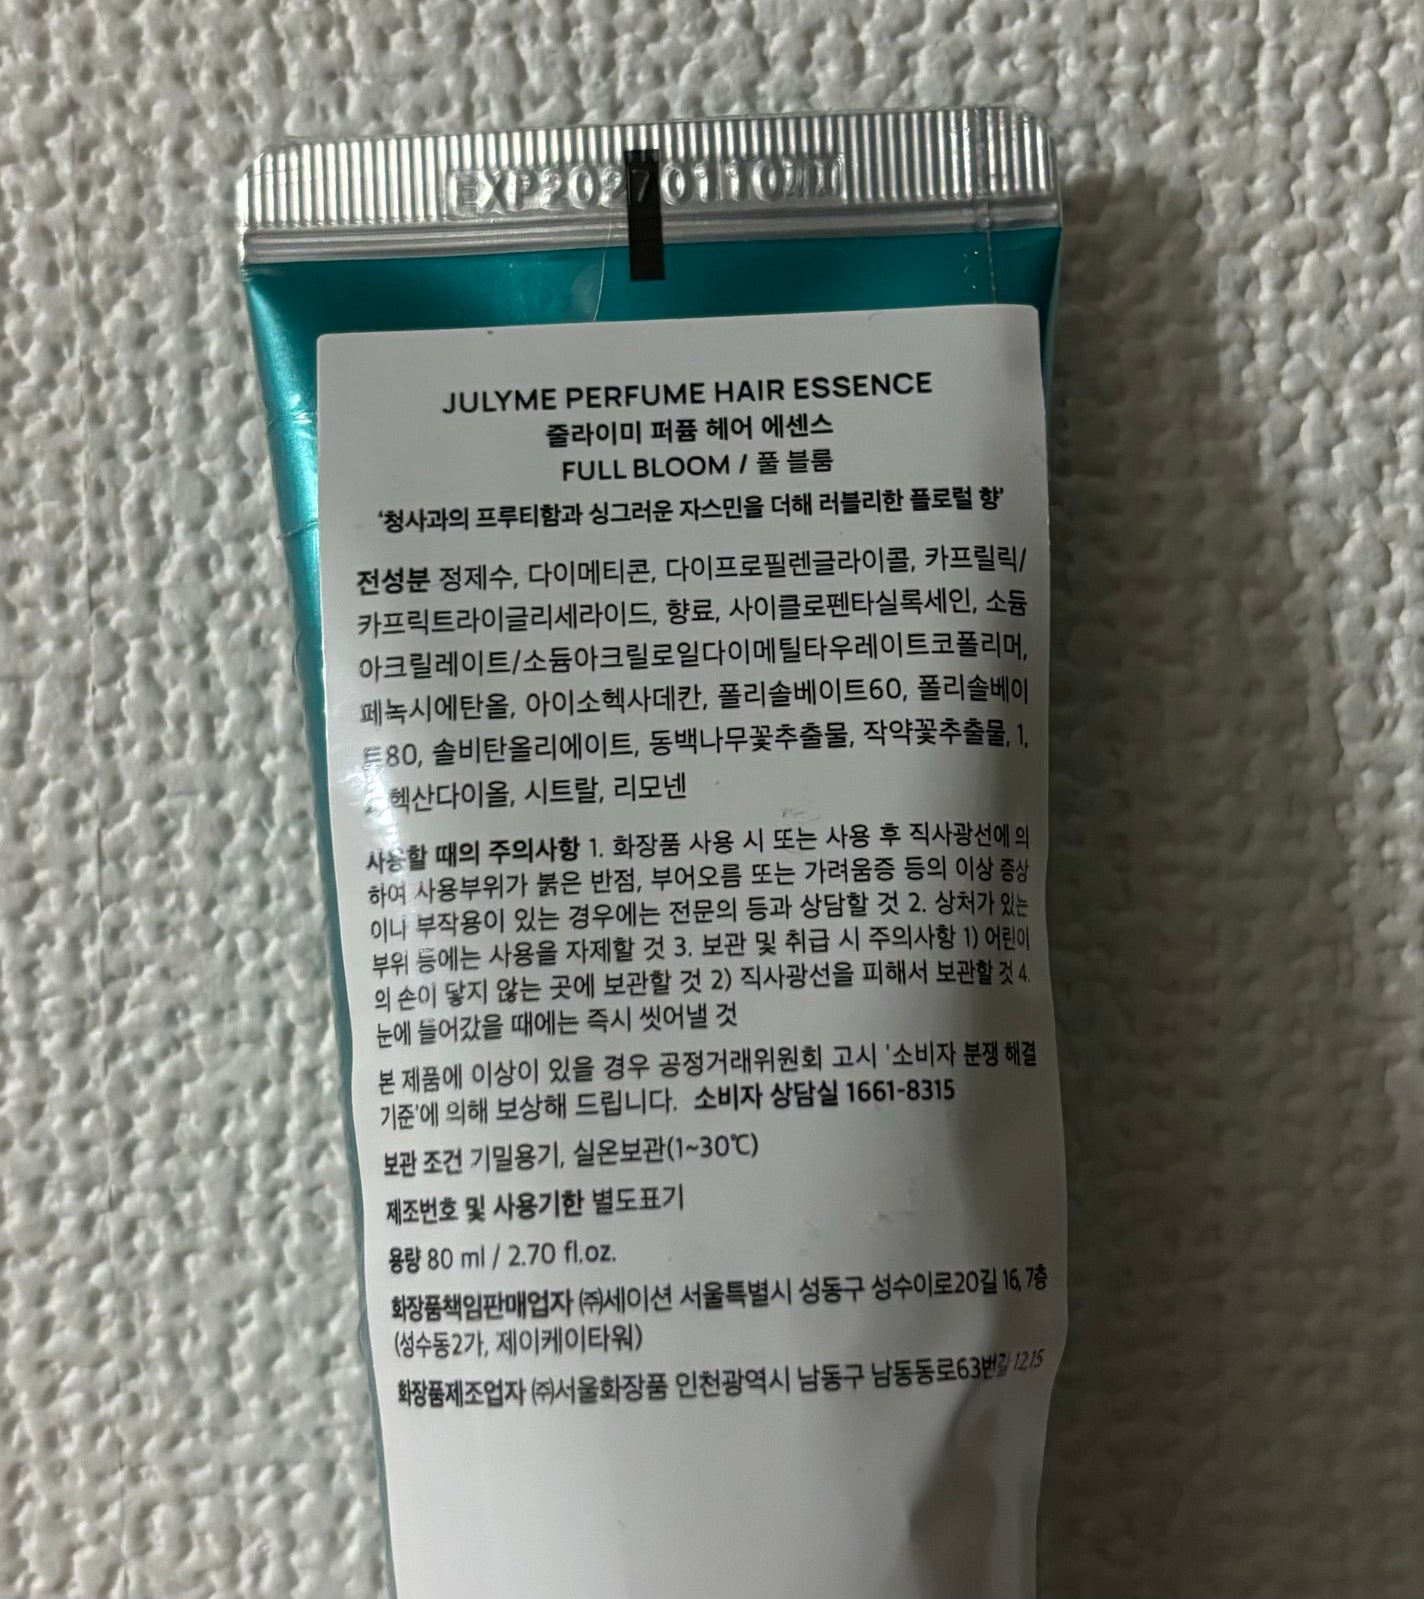 EXP20270110
JULYME PERFUME HAIR ESSENCE
줄라이미 퍼퓸 헤어 에센스
FULL BLOOM / 풀 블룸
‘청사과의 프루티함과 싱그러운 자스민을 더해 러블리한 플로럴 향’
전성분 정제수, 다이메티콘, 다이프로필렌글라이콜, 카프릴릭/
카프릭트라이글리세라이드, 향료, 사이클로펜타실록세인, 소듐
아크릴레이트/소듐아크릴로일다이메틸타우레이트코폴리머,
페녹시에탄올, 아이소헥사데칸, 폴리솔베이트60, 폴리솔베이
트80, 솔비탄올리에이트, 동백나무꽃추출물, 작약꽃추출물, 1,
헥산다이올, 시트랄, 리모넨
사용할 때의 주의사항 1. 화장품 사용 시 또는 사용 후 직사광선에 의
하여 사용부위가 붉은 반점, 부어오름 또는 가려움증 등의 이상 증상
이나 부작용이 있는 경우에는 전문의 등과 상담할 것 2. 상처가 있는
부위 등에는 사용을 자제할 것 3. 보관 및 취급 시 주의사항 1) 어린이
의 손이 닿지 않는 곳에 보관할 것 2) 직사광선을 피해서 보관할 것 4.
눈에 들어갔을 때에는 즉시 씻어낼 것
본 제품에 이상이 있을 경우 공정거래위원회 고시 '소비자 분쟁 해결
기준'에 의해 보상해 드립니다. 소비자 상담실 1661-8315
보관 조건 기밀용기, 실온보관(1~30℃)
제조번호 및 사용기한 별도표기
용량 80 ml / 2.70 fl.oz.
화장품책임판매업자 ㈜세이션 서울특별시 성동구 성수이로20길 16, 7층
(성수동2가, 제이케이타워)
화장품제조업자 ㈜서울화장품 인천광역시 남동구 남동동로63번길 12,15